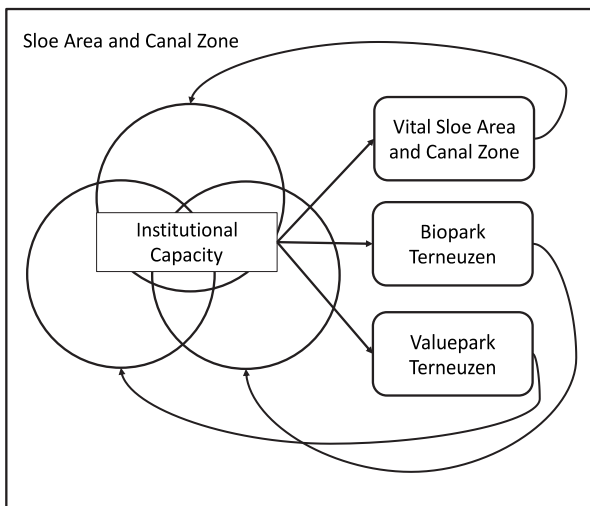 Sloe Area and Canal Zone
Vital Sloe Area
and Canal Zone
Institutional
Capacity
Biopark
Terneuzen
Valuepark
Terneuzen